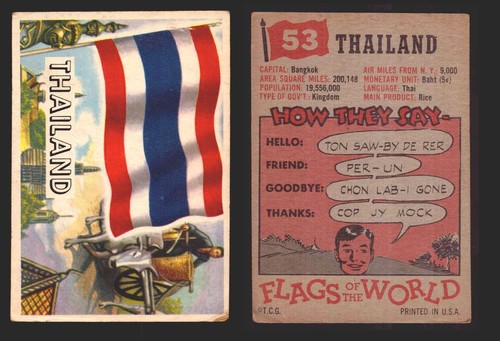 THAILAND
53 THAILAND
CAPITAL: Bangkok
AREA SQUARE MILES: 200,148
POPULATION: 19,556,000
TYPE OF GOV'T: Kingdom
AIR MILES FROM N. Y.: 9,000
MONETARY UNIT: Baht (5¢)
LANGUAGE: Thai
MAIN PRODUCT: Rice
HOW THEY SAY-
HELLO: TON SAW-BY DE RER
FRIEND: PER-UN
GOODBYE: CHON LAB-I GONE
THANKS: COP JY MOCK
FLAGS OF THE WORLD
©T.C.G. PRINTED IN U.S.A.